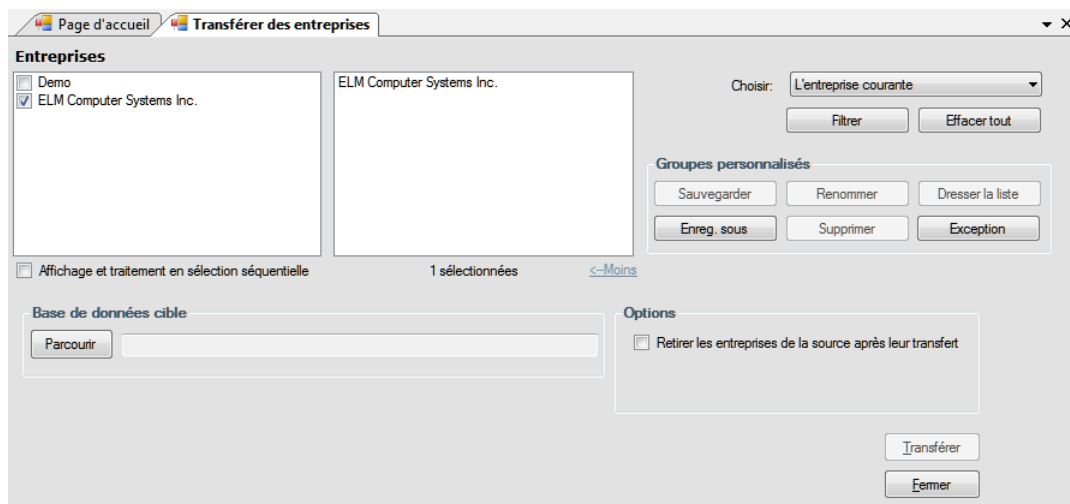 Page d'accueil
Transférer des entreprises
Entreprises
Demo
ELM Computer Systems Inc.
ELM Computer Systems Inc.
Choisir: L'entreprise courante
Filtrer Effacer tout
Groupes personnalisés
Sauvegarder Renommer Dresser la liste
Enreg. sous Supprimer Exception
Affichage et traitement en sélection séquentielle
1 sélectionnées
<--Moins
Base de données cible
Parcourir
Options
Retirer les entreprises de la source après leur transfert
Transférer
Fermer